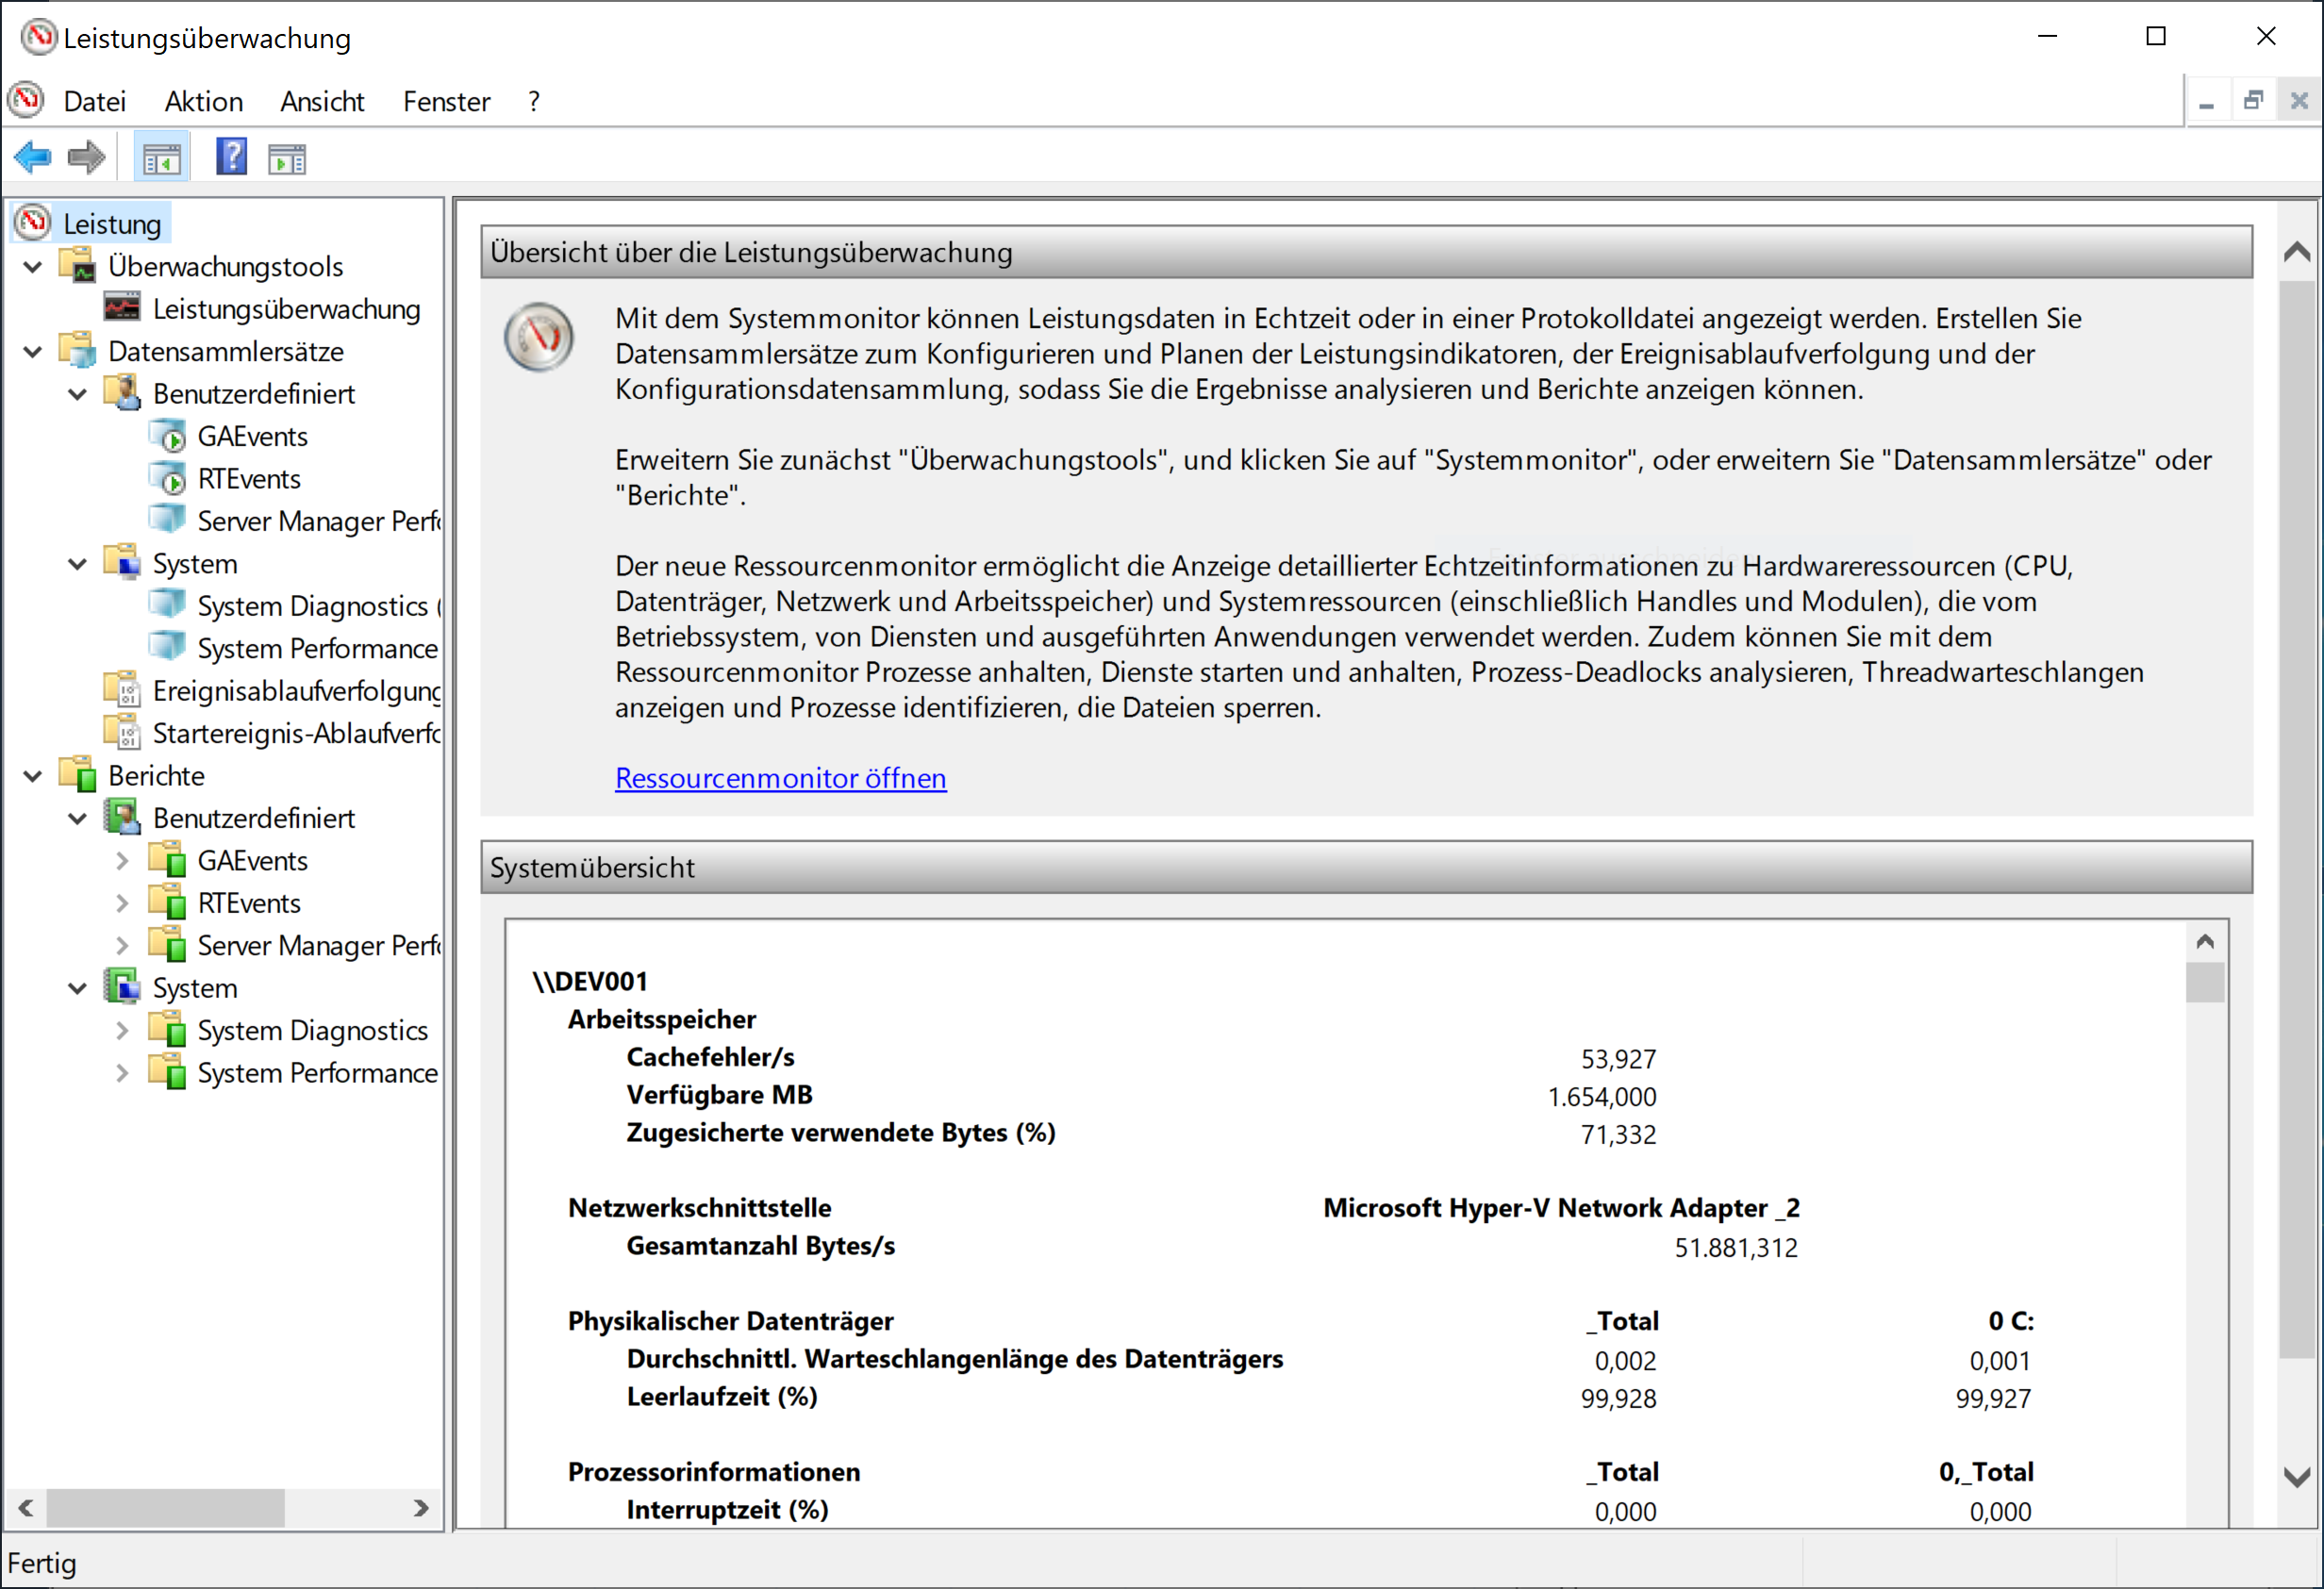 Leistungsüberwachung
Datei Aktion Ansicht Fenster ?
Leistung
Überwachungstools
Leistungsüberwachung
Datensammlersätze
Benutzerdefiniert
GAEvents
RTEvents
Server Manager Perf
System
System Diagnostics (
System Performance
Ereignisablaufverfolgung
Startereignis-Ablaufverfo
Berichte
Benutzerdefiniert
GAEvents
RTEvents
Server Manager Perf
System
System Diagnostics
System Performance
Übersicht über die Leistungsüberwachung
Mit dem Systemmonitor können Leistungsdaten in Echtzeit oder in einer Protokolldatei angezeigt werden. Erstellen Sie
Datensammlersätze zum Konfigurieren und Planen der Leistungsindikatoren, der Ereignisablaufverfolgung und der
Konfigurationsdatensammlung, sodass Sie die Ergebnisse analysieren und Berichte anzeigen können.
Erweitern Sie zunächst "Überwachungstools", und klicken Sie auf "Systemmonitor", oder erweitern Sie "Datensammlersätze" oder
"Berichte".
Der neue Ressourcenmonitor ermöglicht die Anzeige detaillierter Echtzeitinformationen zu Hardwareressourcen (CPU,
Datenträger, Netzwerk und Arbeitsspeicher) und Systemressourcen (einschließlich Handles und Modulen), die vom
Betriebssystem, von Diensten und ausgeführten Anwendungen verwendet werden. Zudem können Sie mit dem
Ressourcenmonitor Prozesse anhalten, Dienste starten und anhalten, Prozess-Deadlocks analysieren, Threadwarteschlangen
anzeigen und Prozesse identifizieren, die Dateien sperren.
Ressourcenmonitor öffnen
Systemübersicht
\\DEV001
Arbeitsspeicher
Cachefehler/s 53,927
Verfügbare MB 1.654,000
Zugesicherte verwendete Bytes (%) 71,332
Netzwerkschnittstelle Microsoft Hyper-V Network Adapter _2
Gesamtanzahl Bytes/s 51.881,312
Physikalischer Datenträger _Total 0 C:
Durchschnittl. Warteschlangenlänge des Datenträgers 0,002 0,001
Leerlaufzeit (%) 99,928 99,927
Prozessorinformationen _Total 0,_Total
Interruptzeit (%) 0,000 0,000
Fertig